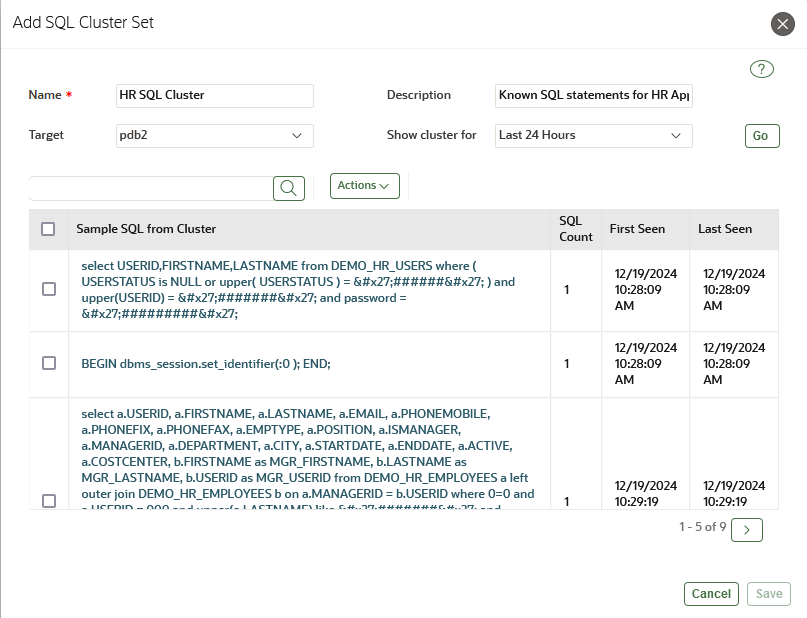 Add SQL Cluster Set
?
Name * HR SQL Cluster Description Known SQL statements for HR App
Target pdb2 Show cluster for Last 24 Hours Go
Actions
Sample SQL from Cluster SQL Count First Seen Last Seen
select USERID,FIRSTNAME,LASTNAME from DEMO_HR_USERS where (
USERSTATUS is NULL or upper( USERSTATUS ) = &#x27;######&#x27; ) and
upper(USERID) = &#x27;#######&#x27; and password =
&#x27;#########&#x27;
1
12/19/2024
10:28:09
AM
12/19/2024
10:28:09
AM
BEGIN dbms_session.set_identifier(:0 ); END;
1
12/19/2024
10:28:09
AM
12/19/2024
10:28:09
AM
select a.USERID, a.FIRSTNAME, a.LASTNAME, a.EMAIL, a.PHONEMOBILE,
a.PHONEFIX, a.PHONEFAX, a.EMPTYPE, a.POSITION, a.ISMANAGER,
a.MANAGERID, a.DEPARTMENT, a.CITY, a.STARTDATE, a.ENDDATE, a.ACTIVE,
a.COSTCENTER, b.FIRSTNAME as MGR_FIRSTNAME, b.LASTNAME as
MGR_LASTNAME, b.USERID as MGR_USERID from DEMO_HR_EMPLOYEES a left
outer join DEMO_HR_EMPLOYEES b on a.MANAGERID = b.USERID where 0=0 and
1
12/19/2024
10:29:19
12/19/2024
10:29:19
1 - 5 of 9
Cancel Save